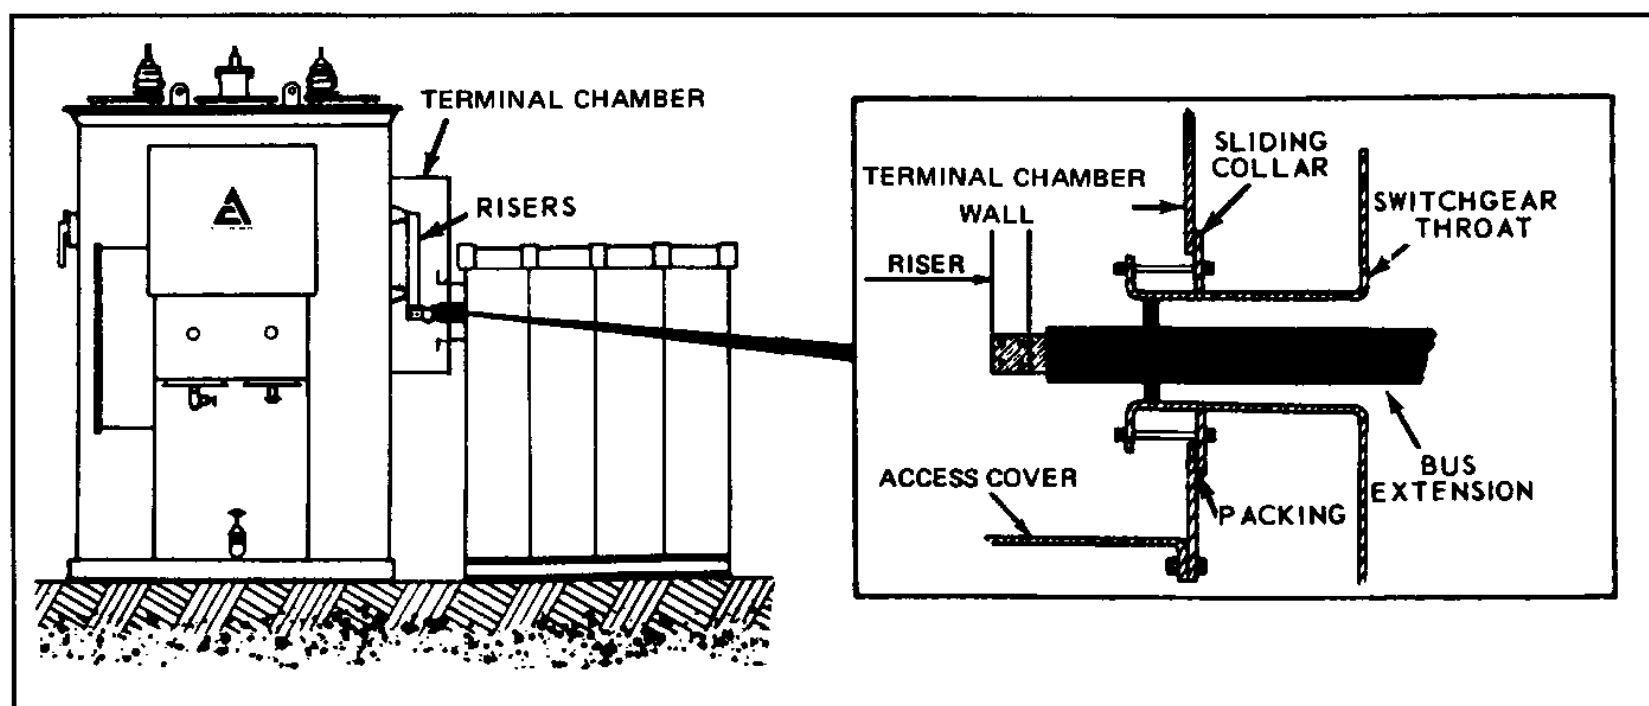 TERMINAL CHAMBER
RISERS
SLIDING
COLLAR
TERMINAL CHAMBER
WALL
SWITCHGEAR
THROAT
RISER
BUS
EXTENSION
ACCESS COVER
PACKING